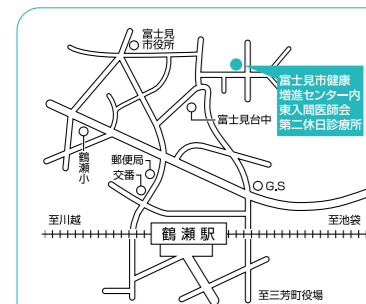 富士見
市役所
富士見市健康
増進センター内
東入間医師会
第二休日診療所
富士見台中
鶴瀬小
郵便局
交番
G.S
至川越
鶴瀬駅
至池袋
至三芳町役場